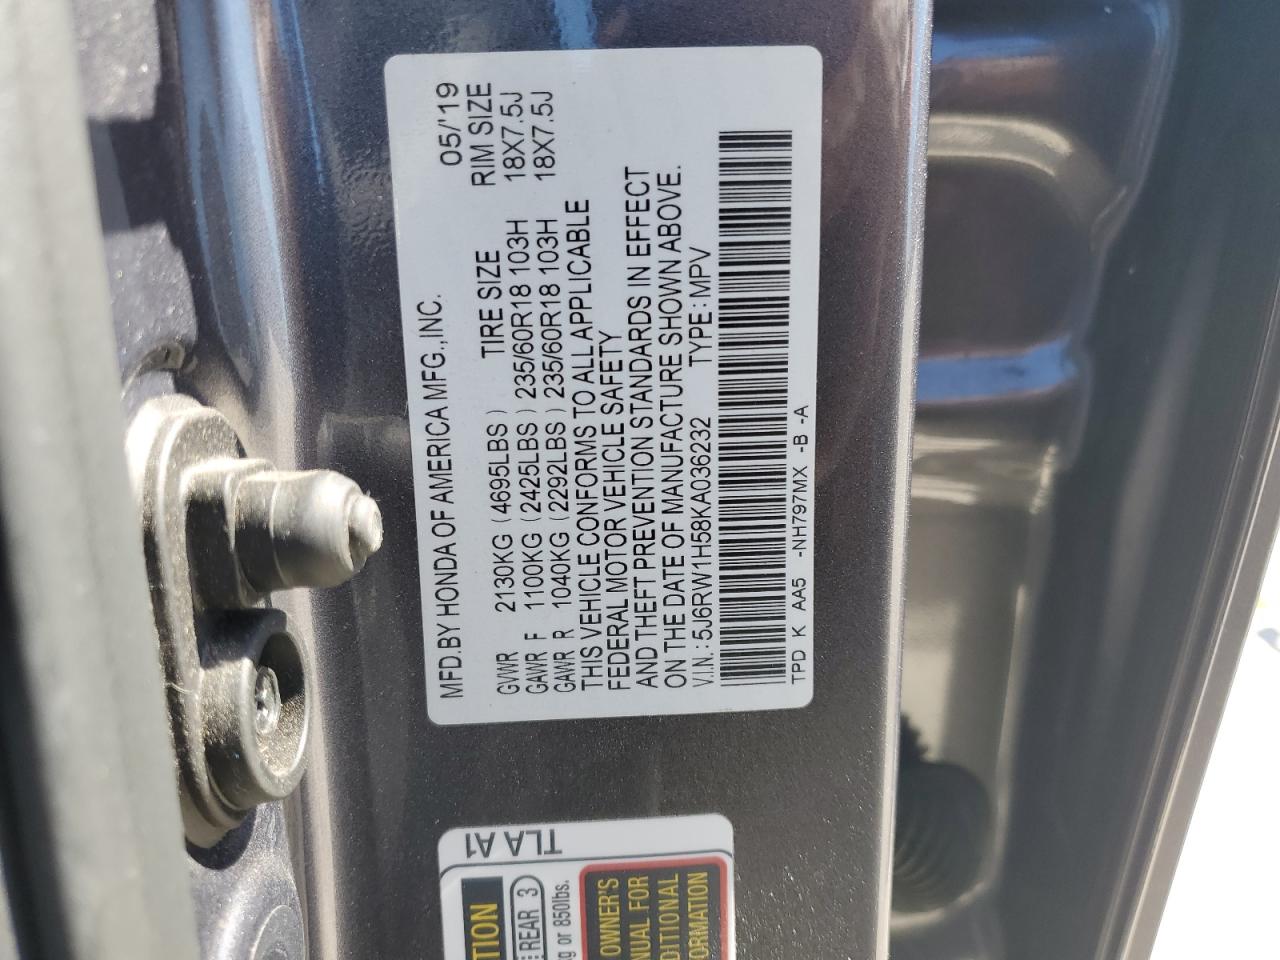 MFD.BY HONDA OF AMERICA MFG.,INC. 05/'19
TIRE SIZE RIM SIZE
GVWR 2130KG (4695LBS)
GAWR F 1100KG (2425LBS) 235/60R18 103H 18X7.5J
GAWR R 1040KG (2292LBS) 235/60R18 103H 18X7.5J
THIS VEHICLE CONFORMS TO ALL APPLICABLE
FEDERAL MOTOR VEHICLE SAFETY
AND THEFT PREVENTION STANDARDS IN EFFECT
ON THE DATE OF MANUFACTURE SHOWN ABOVE.
V.I.N.: 5J6RW1H58KA036232 TYPE: MPV
TPD K AA5 -NH797MX -B -A
TLA A1
TION
REAR 3
kg or 850lbs.
OWNER'S
NUAL FOR
DITIONAL
ORMATION